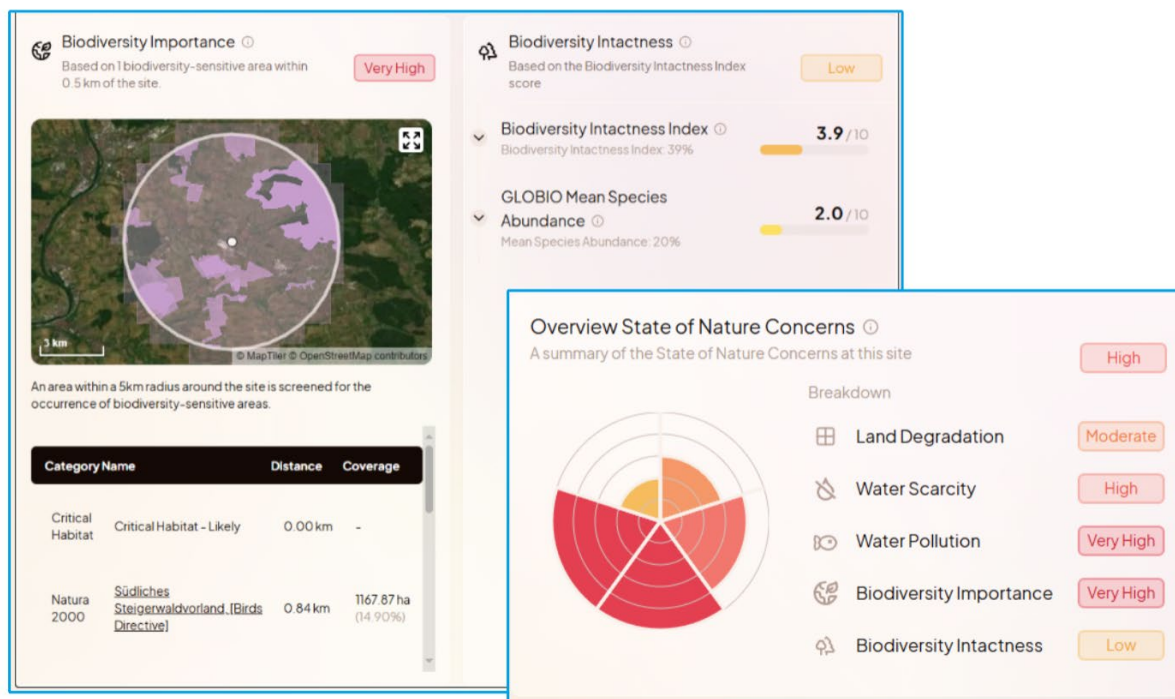 Biodiversity Importance
Based on 1 biodiversity-sensitive area within
0.5 km of the site.
Very High
3 km
© MapTiler © OpenStreetMap contributors
An area within a 5km radius around the site is screened for the
occurrence of biodiversity-sensitive areas.
Category Name Distance Coverage
Critical
Habitat
Critical Habitat - Likely
0.00 km
-
Natura
2000
Südliches
Steigerwaldvorland, [Birds
Directive]
0.84 km
1167.87 ha
(14.90%)
Biodiversity Intactness
Based on the Biodiversity Intactness Index
score
Low
Biodiversity Intactness Index
Biodiversity Intactness Index: 39%
3.9 / 10
GLOBIO Mean Species
Abundance
Mean Species Abundance: 20%
2.0 / 10
Overview State of Nature Concerns
A summary of the State of Nature Concerns at this site
High
Breakdown
Land Degradation Moderate
Water Scarcity High
Water Pollution Very High
Biodiversity Importance Very High
Biodiversity Intactness Low